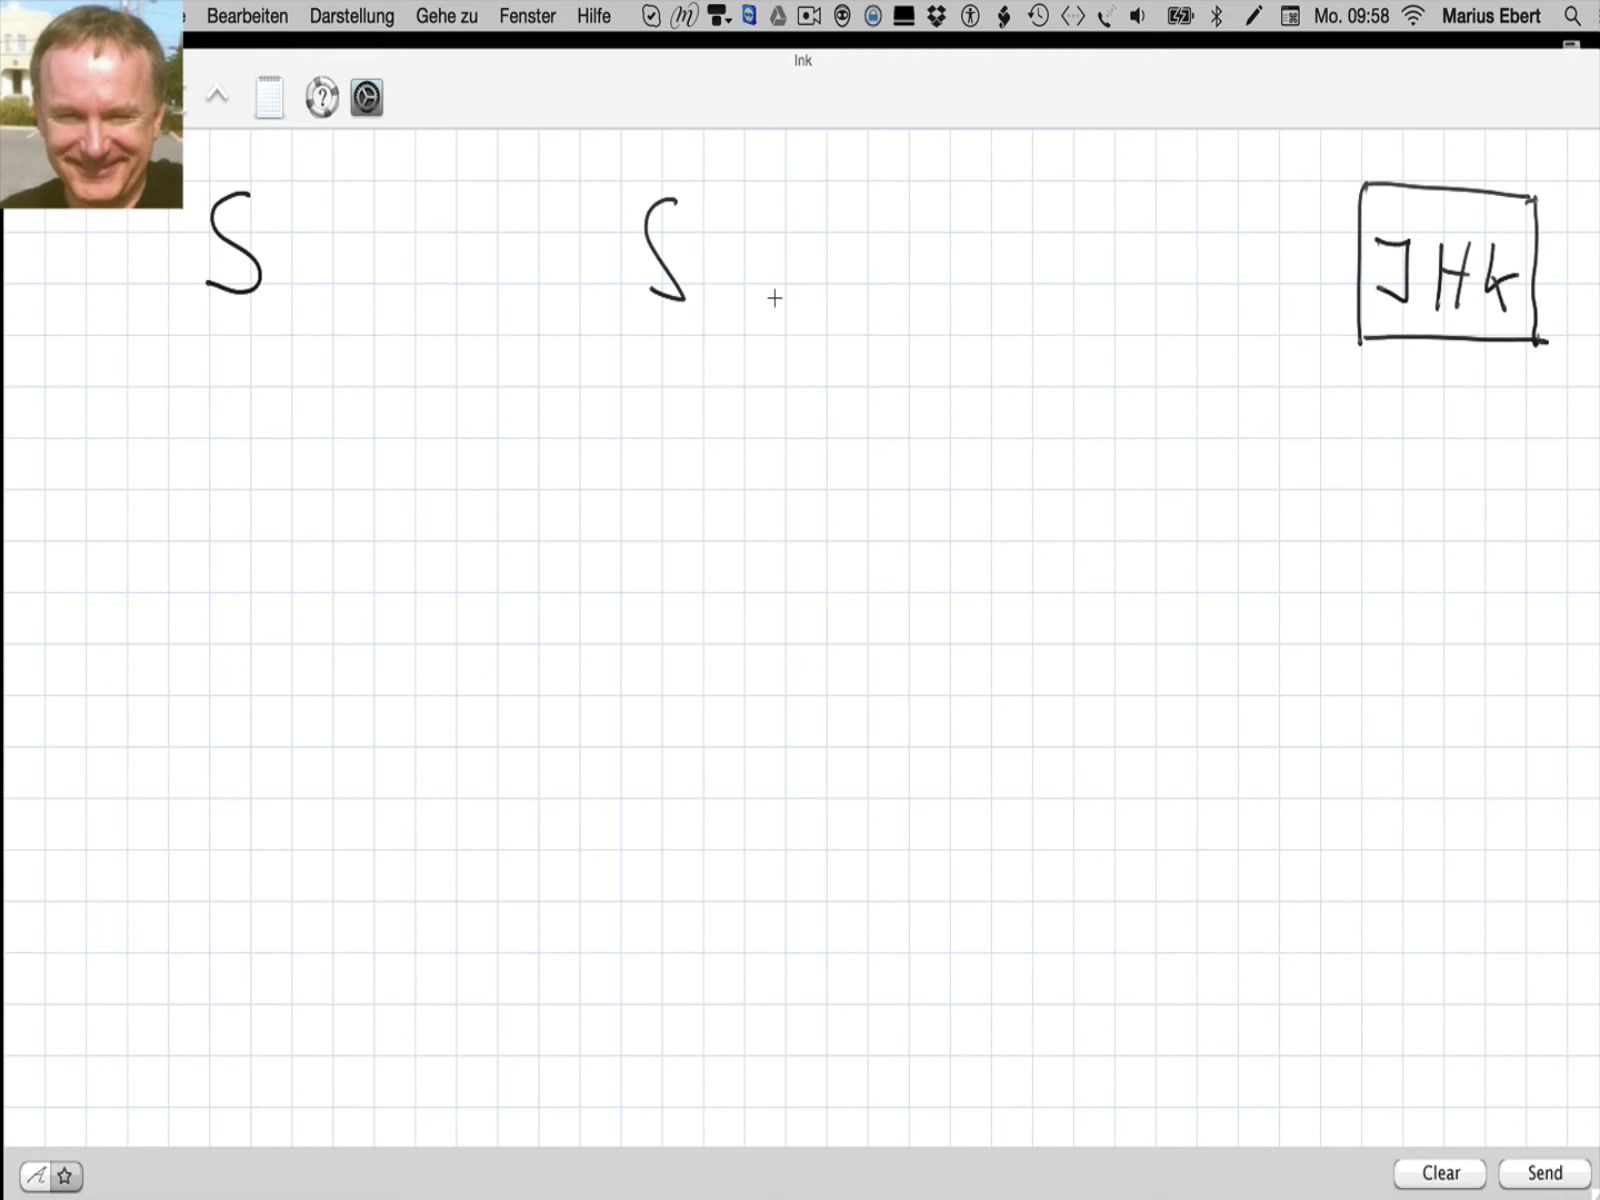 Bearbeiten Darstellung Gehe zu Fenster Hilfe Mo. 09:58 Marius Ebert
Ink
S S IHK
Clear Send